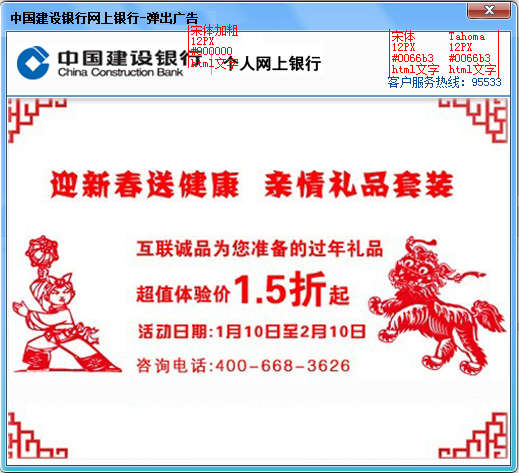 中国建设银行网上银行-弹出广告
中国建设银行
China Construction Bank
个人网上银行
宋体加粗
12PX
#000000
html文字
宋体
12PX
#0066b3
html文字
Tahoma
12PX
#0066b3
html文字
客户服务热线：95533
迎新春送健康 亲情礼品套装
互联诚品为您准备的过年礼品
超值体验价1.5折起
活动日期:1月10日至2月10日
咨询电话:400-668-3626